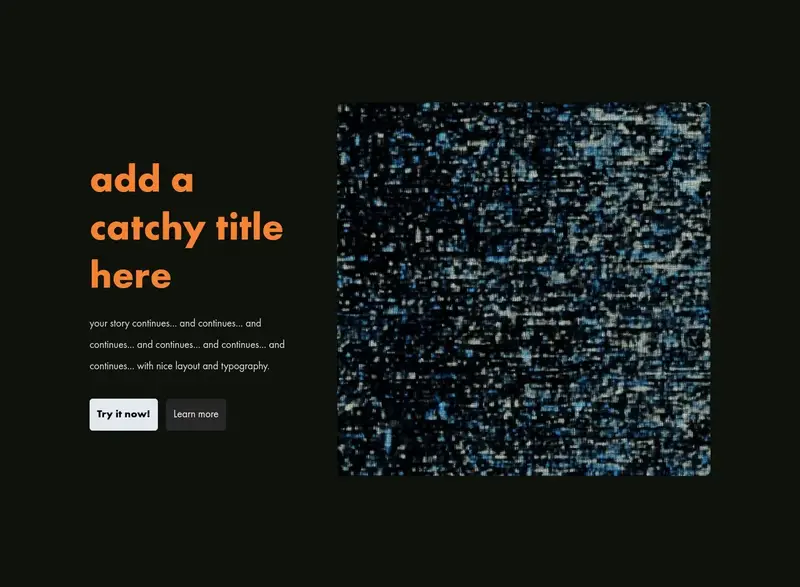 add a
catchy title
here
your story continues... and continues... and
continues... and continues... and continues... and
continues... with nice layout and typography.
Try it now!
Learn more